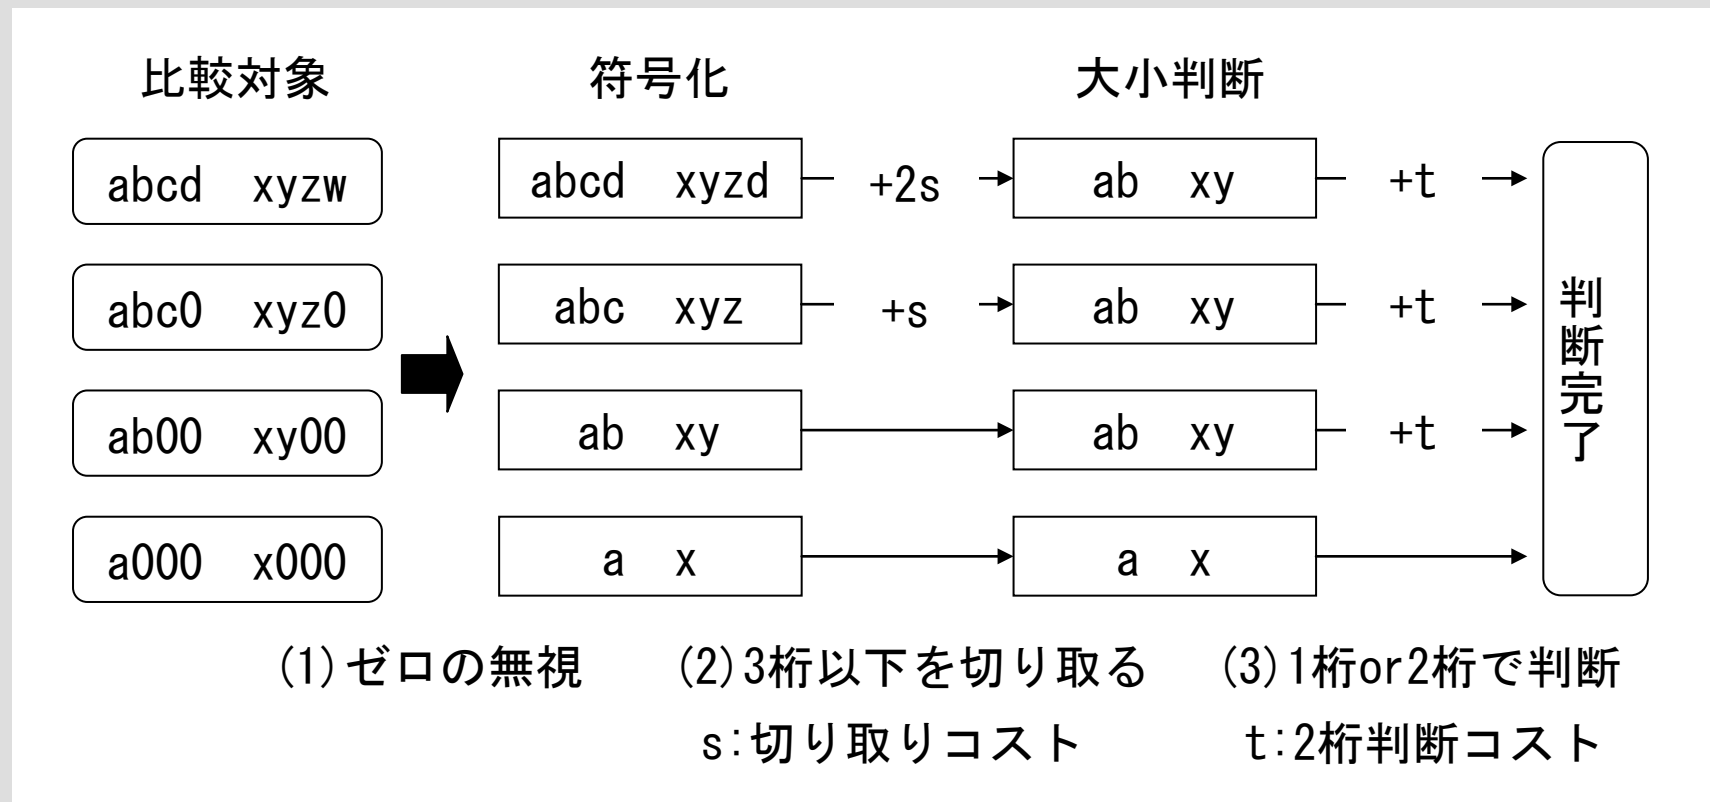 比較対象 符号化 大小判断
abcd xyzw abcd xyzd +2s ab xy +t
abc0 xyz0 abc xyz +s ab xy +t
ab00 xy00 ab xy ab xy +t
a000 x000 a x a x
判断完了
(1)ゼロの無視 (2)3桁以下を切り取る (3)1桁or2桁で判断
s:切り取りコスト t:2桁判断コスト